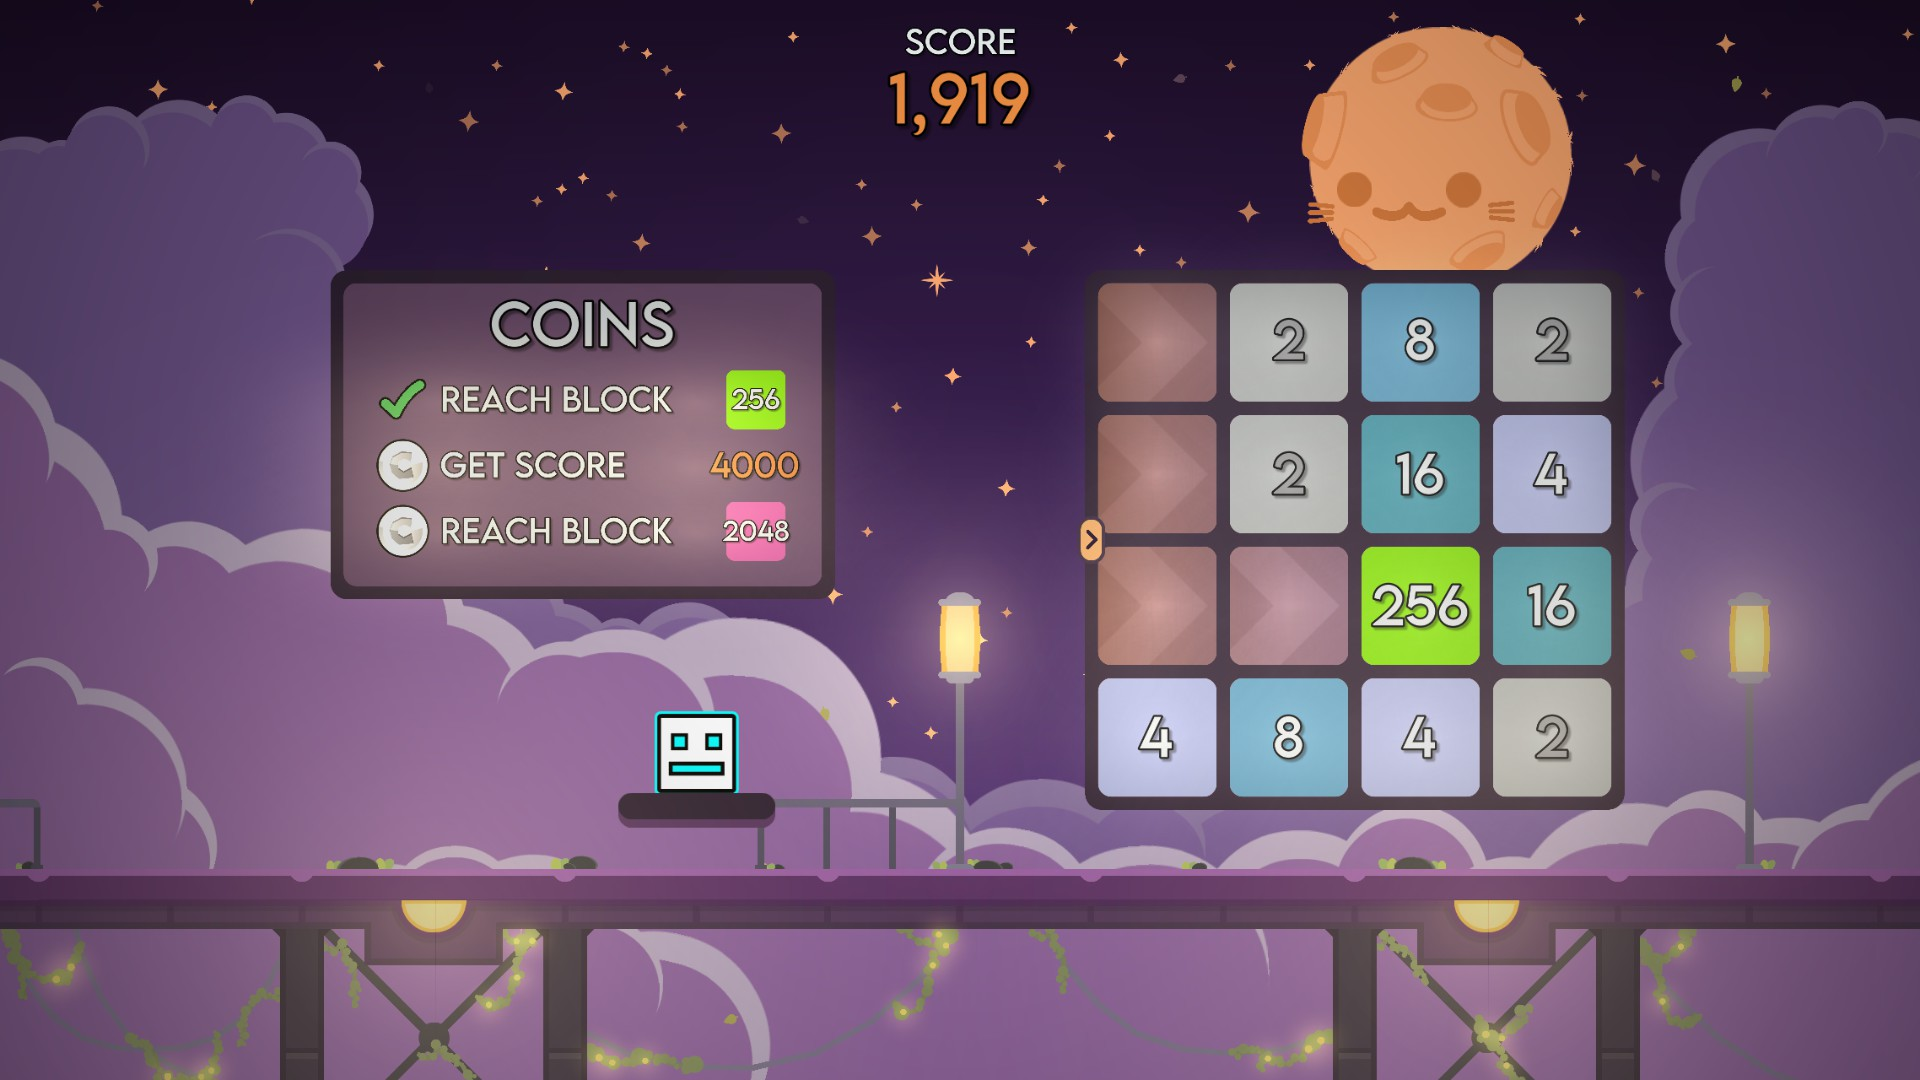 SCORE
1,919
COINS
REACH BLOCK 256
GET SCORE 4000
REACH BLOCK 2048
2 8 2
2 16 4
256 16
4 8 4 2